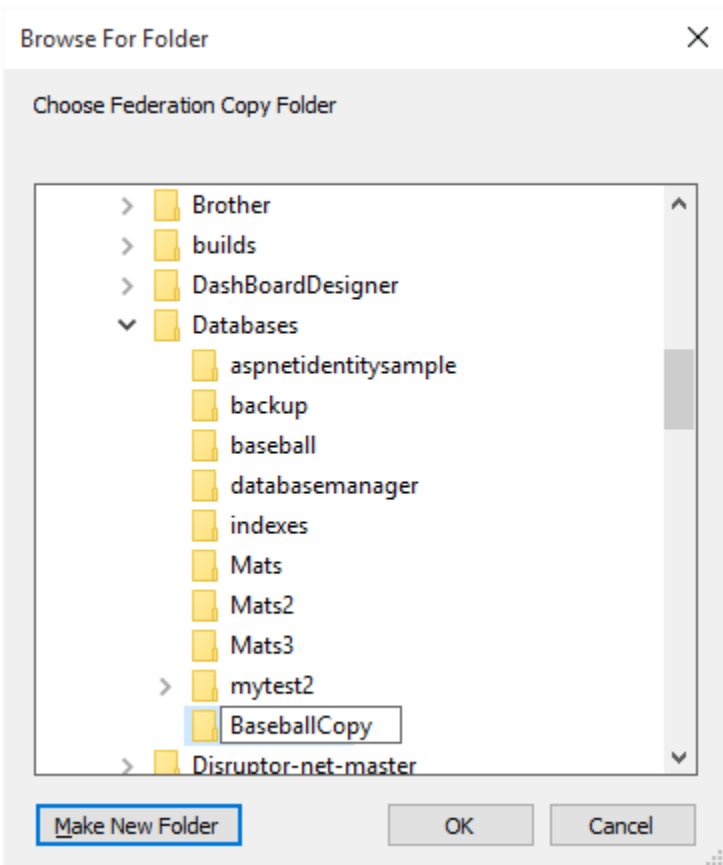 Browse For Folder
Choose Federation Copy Folder
Brother
builds
DashBoardDesigner
Databases
aspnetidentitysample
backup
baseball
databasemanager
indexes
Mats
Mats2
Mats3
mytest2
BaseballCopy
Disruptor-net-master
Make New Folder
OK
Cancel